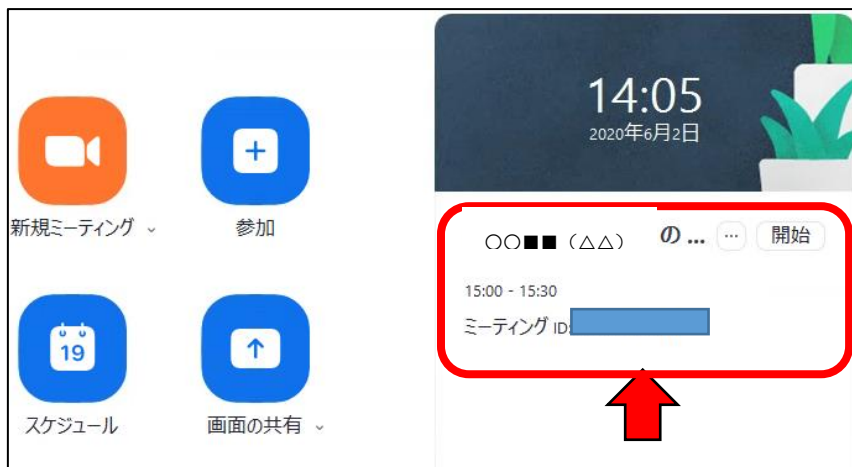 新規ミーティング
参加
19
スケジュール
画面の共有
14:05
2020年6月2日
○○■■（△△） の ... ... 開始
15:00 - 15:30
ミーティング ID: